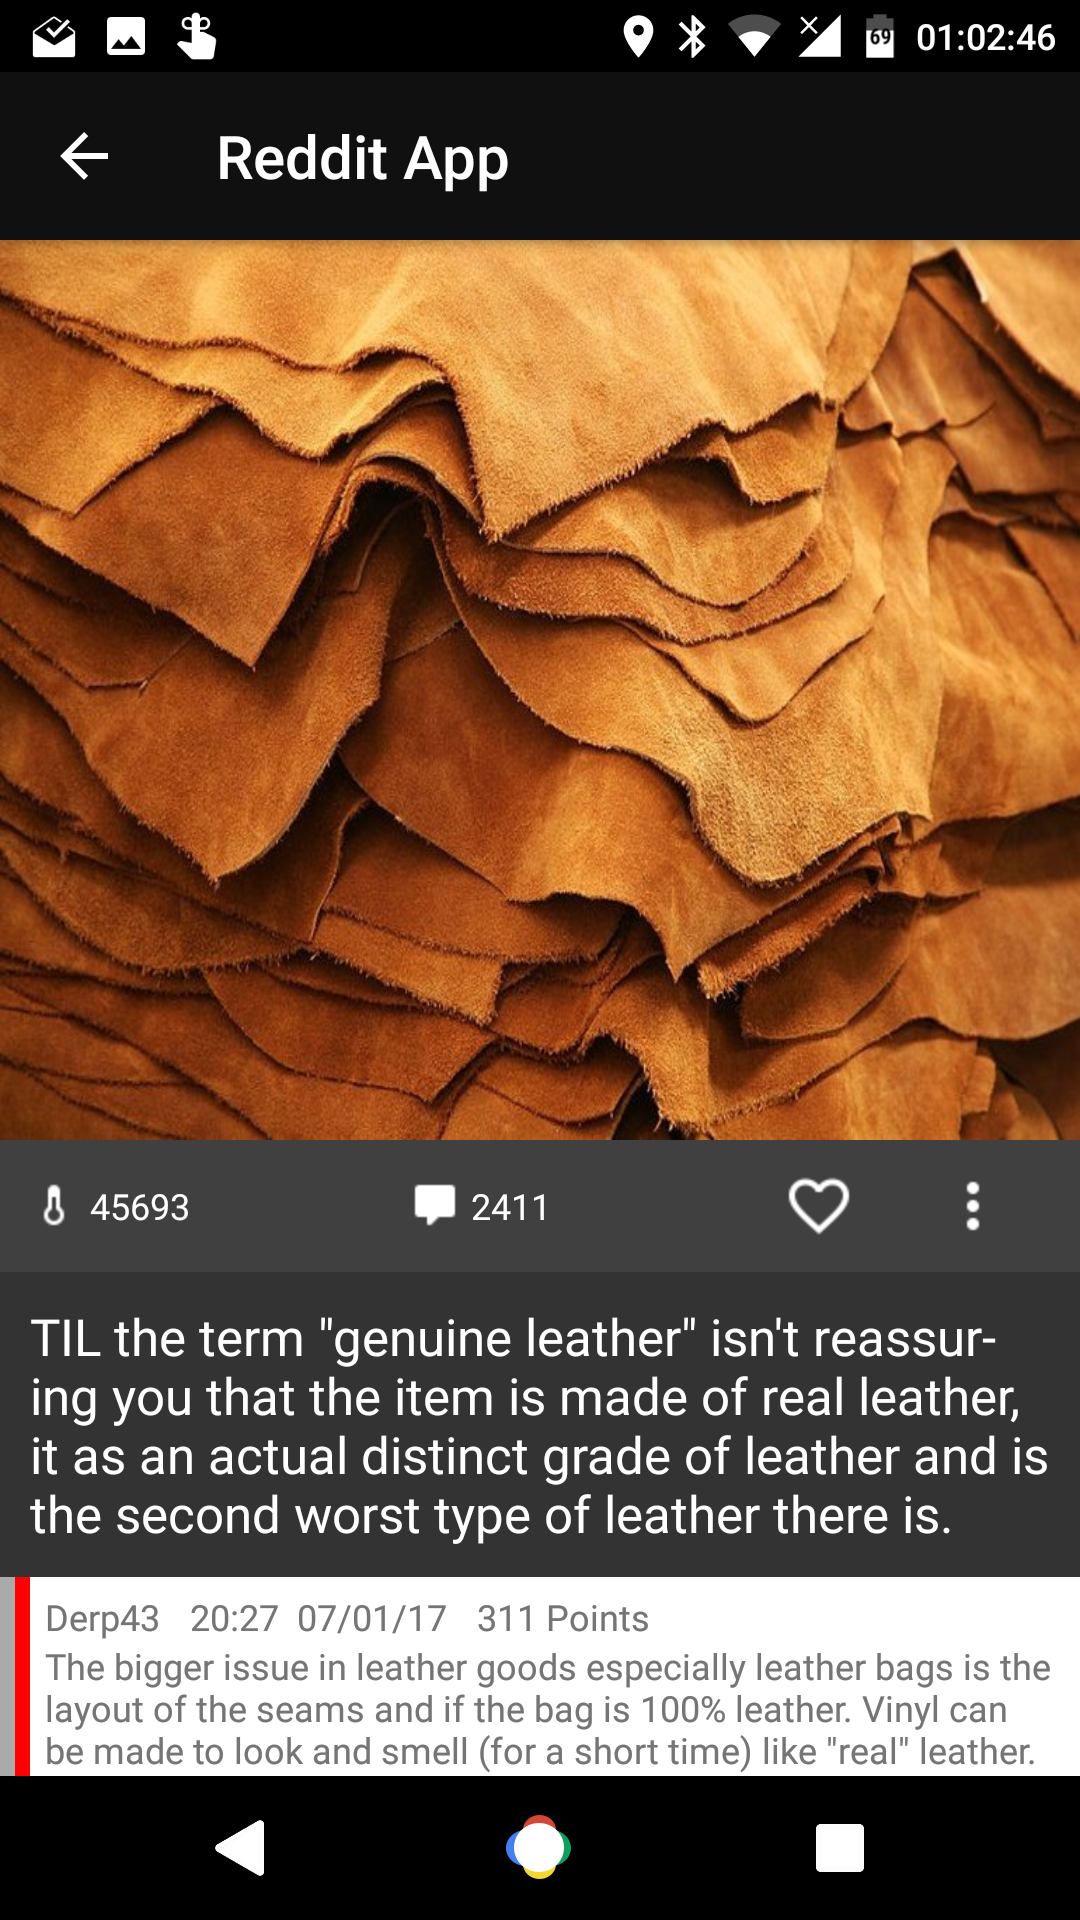 69 01:02:46
Reddit App
45693 2411
TIL the term "genuine leather" isn't reassur-
ing you that the item is made of real leather,
it as an actual distinct grade of leather and is
the second worst type of leather there is.
Derp43 20:27 07/01/17 311 Points
The bigger issue in leather goods especially leather bags is the
layout of the seams and if the bag is 100% leather. Vinyl can
be made to look and smell (for a short time) like "real" leather.